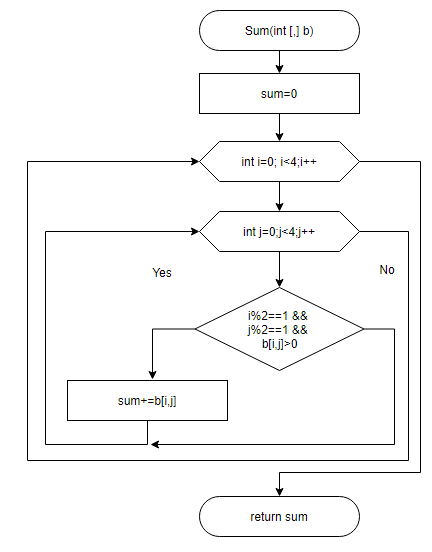 Sum(int [,] b)
sum=0
int i=0; i<4;i++
int j=0;j<4;j++
Yes
No
i%2==1 &&
j%2==1 &&
b[i,j]>0
sum+=b[i,j]
return sum